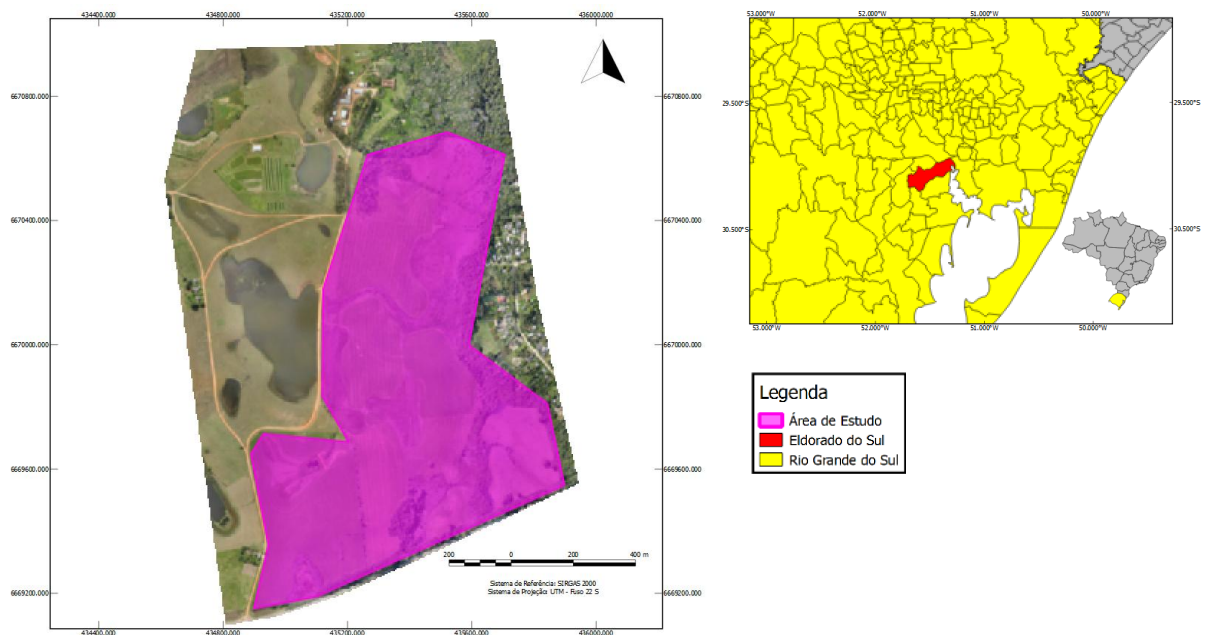 434400.000 434800.000 435200.000 435600.000 436000.000
6670800.000 6670800.000
6670400.000 6670400.000
6670000.000 6670000.000
6669600.000 6669600.000
6669200.000 6669200.000
200 0 200 400 m
Sistema de Referência: SIRGAS 2000
Sistema de Projeção: UTM - Fuso 22 S
434400.000 434800.000 435200.000 435600.000 436000.000
53.000°W 52.000°W 51.000°W 50.000°W
29.500°S 29.500°S
30.500°S 30.500°S
53.000°W 52.000°W 51.000°W 50.000°W
Legenda
Área de Estudo
Eldorado do Sul
Rio Grande do Sul